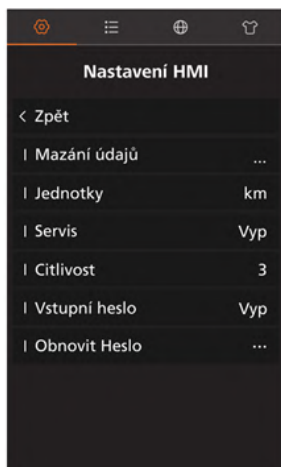 Nastavení HMI
< Zpět
| Mazání údajů ...
| Jednotky km
| Servis Vyp
| Citlivost 3
| Vstupní heslo Vyp
| Obnovit Heslo ...